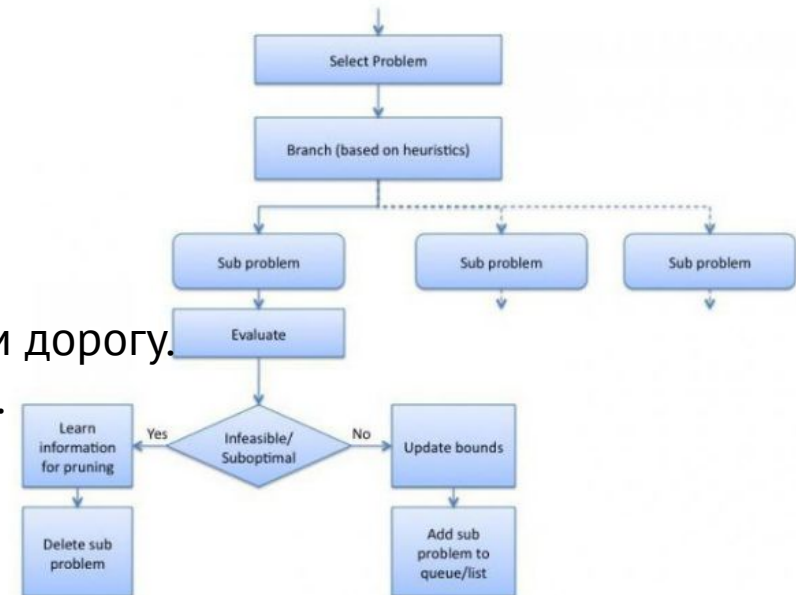 Select Problem
Branch (based on heuristics)
Sub problem
Sub problem
Sub problem
Evaluate
дорогу.
.
Learn
information
for pruning
Yes
Infeasible/
Suboptimal
No
Update bounds
Delete sub
problem
Add sub
problem to
queue/list